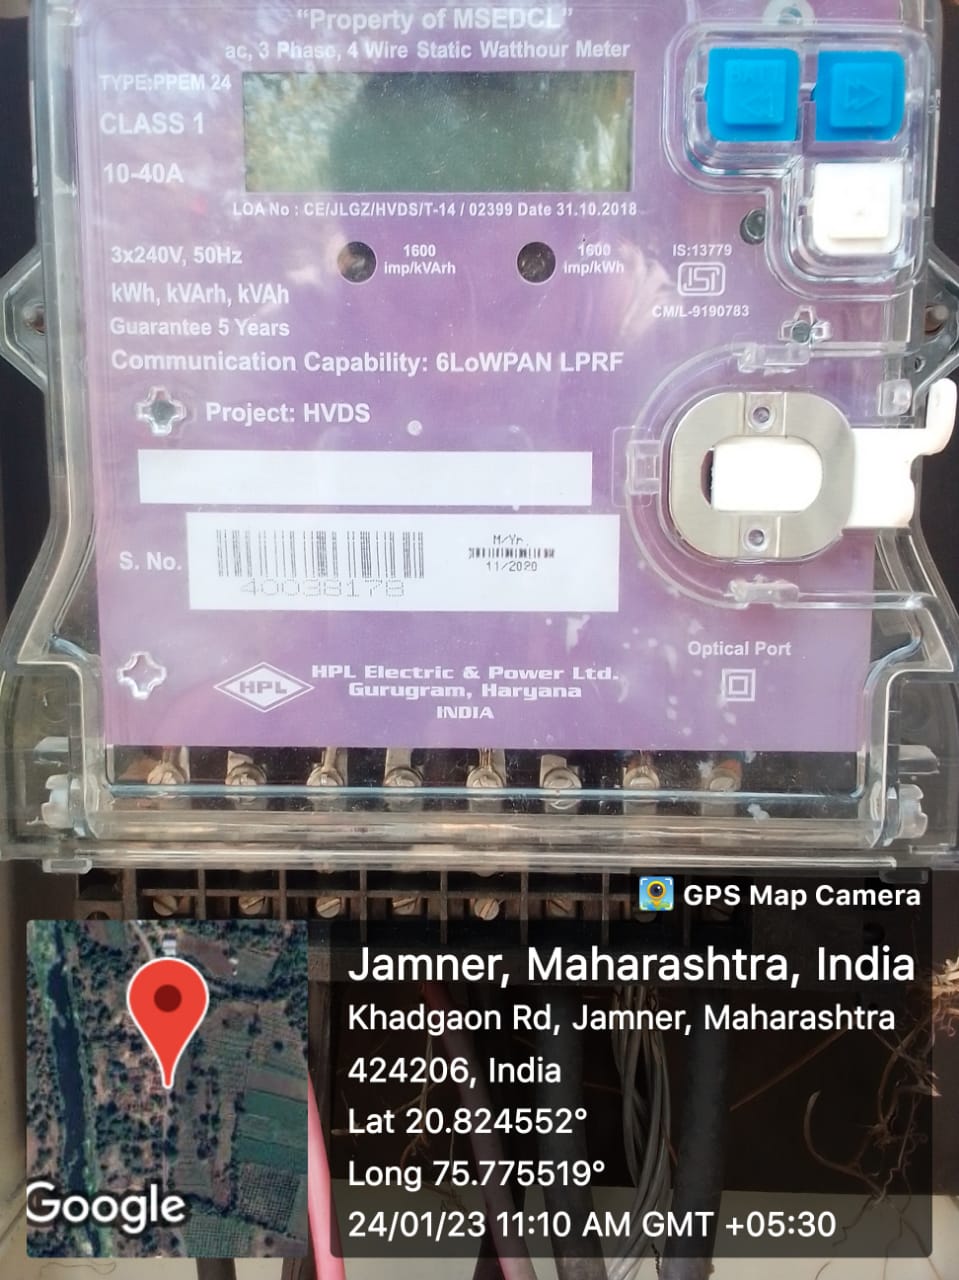 “Property of MSEDCL”
ac, 3 Phase, 4 Wire Static Watthour Meter
TYPE:PPEM 24
CLASS 1
10-40A
LOA No : CE/JLGZ/HVDS/T-14 / 02399 Date 31.10.2018
3x240V, 50Hz
1600
imp/kVArh
1600
imp/kWh
IS:13779
ISI
CM/L-9190783
kWh, kVArh, kVAh
Guarantee 5 Years
Communication Capability: 6LoWPAN LPRF
Project: HVDS
S. No.
40038178
M/Yr.
11/2020
Optical Port
HPL
HPL Electric & Power Ltd.
Gurugram, Haryana
INDIA
GPS Map Camera
Jamner, Maharashtra, India
Khadgaon Rd, Jamner, Maharashtra
424206, India
Lat 20.824552°
Long 75.775519°
24/01/23 11:10 AM GMT +05:30
Google